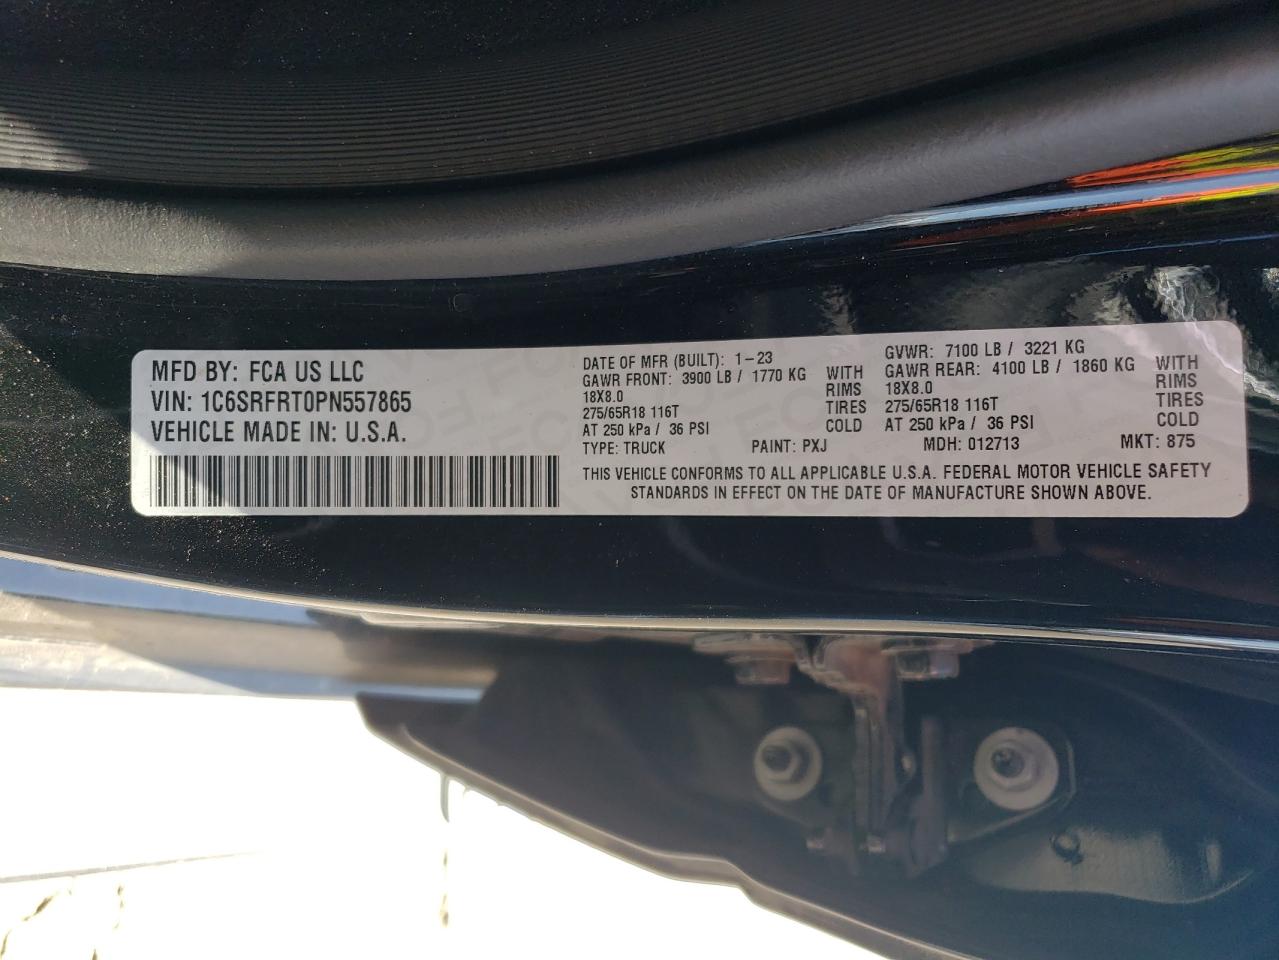 MFD BY: FCA US LLC
VIN: 1C6SRFRT0PN557865
VEHICLE MADE IN: U.S.A.
DATE OF MFR (BUILT): 1-23
GAWR FRONT: 3900 LB / 1770 KG WITH
18X8.0 RIMS
275/65R18 116T TIRES
AT 250 kPa / 36 PSI COLD
TYPE: TRUCK PAINT: PXJ
GVWR: 7100 LB / 3221 KG
GAWR REAR: 4100 LB / 1860 KG WITH
18X8.0 RIMS
275/65R18 116T TIRES
AT 250 kPa / 36 PSI COLD
MDH: 012713 MKT: 875
THIS VEHICLE CONFORMS TO ALL APPLICABLE U.S.A. FEDERAL MOTOR VEHICLE SAFETY
STANDARDS IN EFFECT ON THE DATE OF MANUFACTURE SHOWN ABOVE.